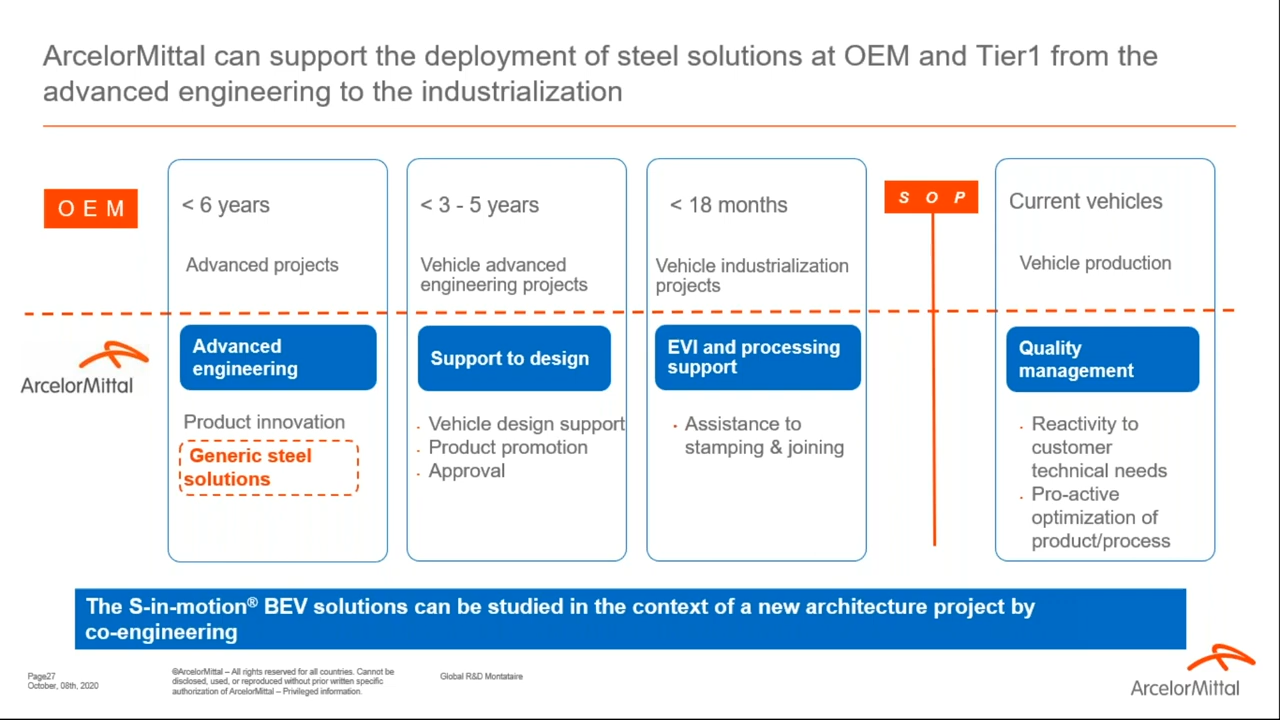 ArcelorMittal can support the deployment of steel solutions at OEM and Tier1 from the
advanced engineering to the industrialization
O E M
< 6 years
Advanced projects
< 3 - 5 years
Vehicle advanced
engineering projects
< 18 months
Vehicle industrialization
projects
S O P
Current vehicles
Vehicle production
ArcelorMittal
Advanced
engineering
Product innovation
Generic steel
solutions
Support to design
. Vehicle design support
. Product promotion
. Approval
EVI and processing
support
· Assistance to
stamping & joining
Quality
management
· Reactivity to
customer
technical needs
· Pro-active
optimization of
product/process
The S-in-motion® BEV solutions can be studied in the context of a new architecture project by
co-engineering
Page27
October, 08th, 2020
©ArcelorMittal – All rights reserved for all countries. Cannot be
disclosed, used, or reproduced without prior written specific
authorization of ArcelorMittal – Privileged information.
Global R&D Montataire
ArcelorMittal